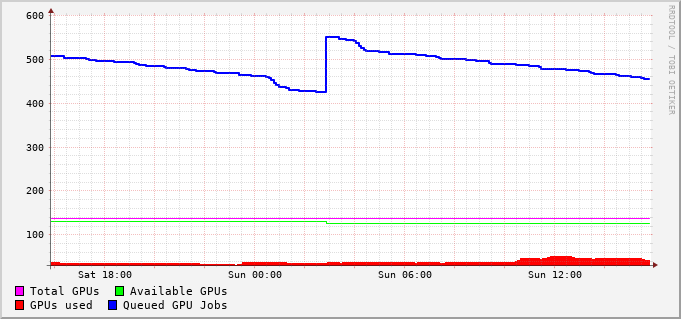 600
500
400
300
200
100
Sat 18:00 Sun 00:00 Sun 06:00 Sun 12:00
Total GPUs Available GPUs
GPUs used Queued GPU Jobs
RRDTOOL / TOBI OETIKER